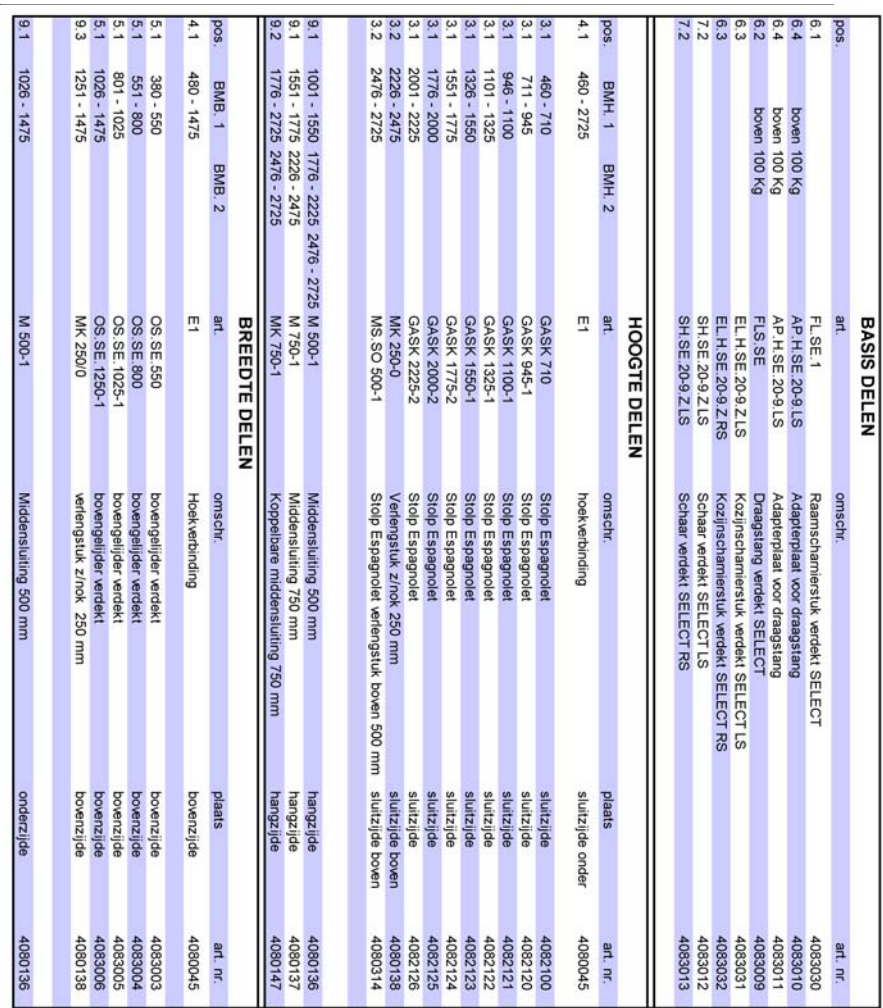 BASIS DELEN
pos. art. omschr. art. nr.
6.1 FL.SE.1 Raamscharnierstuk verdekt SELECT 4083030
6.4 boven 100 Kg AP.H.SE.20-9.LS Adapterplaat voor draagstang 4083010
6.4 boven 100 Kg AP.H.SE.20-9.LS Adapterplaat voor draagstang 4083011
6.2 boven 100 Kg FLS.SE Draagstang verdekt SELECT 4083009
6.3 EL.H.SE.20-9.Z.LS Kozijnscharnierstuk verdekt SELECT LS 4083031
6.3 EL.H.SE.20-9.Z.RS Kozijnscharnierstuk verdekt SELECT RS 4083032
7.2 SH.SE.20-9.Z.LS Schaar verdekt SELECT LS 4083012
7.2 SH.SE.20-9.Z.LS Schaar verdekt SELECT RS 4083013
HOOGTE DELEN
pos. BMH. 1 BMH. 2 art. omschr. plaats art. nr.
4.1 460 - 2725 E1 hoekverbinding sluitzijde onder 4080045
3.1 460 - 710 GASK 710 Stolp Espagnolet sluitzijde 4082100
3.1 711 - 945 GASK 945-1 Stolp Espagnolet sluitzijde 4082120
3.1 946 - 1100 GASK 1100-1 Stolp Espagnolet sluitzijde 4082121
3.1 1101 - 1325 GASK 1325-1 Stolp Espagnolet sluitzijde 4082122
3.1 1326 - 1550 GASK 1550-1 Stolp Espagnolet sluitzijde 4082123
3.1 1551 - 1775 GASK 1775-2 Stolp Espagnolet sluitzijde 4082124
3.1 1776 - 2000 GASK 2000-2 Stolp Espagnolet sluitzijde 4082125
3.1 2001 - 2225 GASK 2225-2 Stolp Espagnolet sluitzijde 4082126
3.2 2226 - 2475 MK 250-0 Verlengstuk z/nok 250 mm sluitzijde boven 4080138
3.2 2476 - 2725 MS.SO 500-1 Stolp Espagnolet verlengstuk boven 500 mm sluitzijde boven 4080314
9.1 1001 - 1550 1776 - 2225 2476 - 2725 M 500-1 Middensluiting 500 mm hangzijde 4080136
9.1 1551 - 1775 2226 - 2475 M 750-1 Middensluiting 750 mm hangzijde 4080137
9.2 1776 - 2725 2476 - 2725 MK 750-1 Koppelbare middensluiting 750 mm hangzijde 4080147
BREEDTE DELEN
pos. BMB. 1 BMB. 2 art. omschr. plaats art. nr.
4.1 480 - 1475 E1 Hoekverbinding bovenzijde 4080045
5.1 380 - 550 OS.SE.550 bovengelijder verdekt bovenzijde 4083003
5.1 551 - 800 OS.SE.800 bovengelijder verdekt bovenzijde 4083004
5.1 801 - 1025 OS.SE.1025-1 bovengelijder verdekt bovenzijde 4083005
5.1 1026 - 1475 OS.SE.1250-1 bovengelijder verdekt bovenzijde 4083006
9.3 1251 - 1475 MK 250/0 verlengstuk z/nok 250 mm bovenzijde 4080138
9.1 1026 - 1475 M 500-1 Middensluiting 500 mm onderzijde 4080136